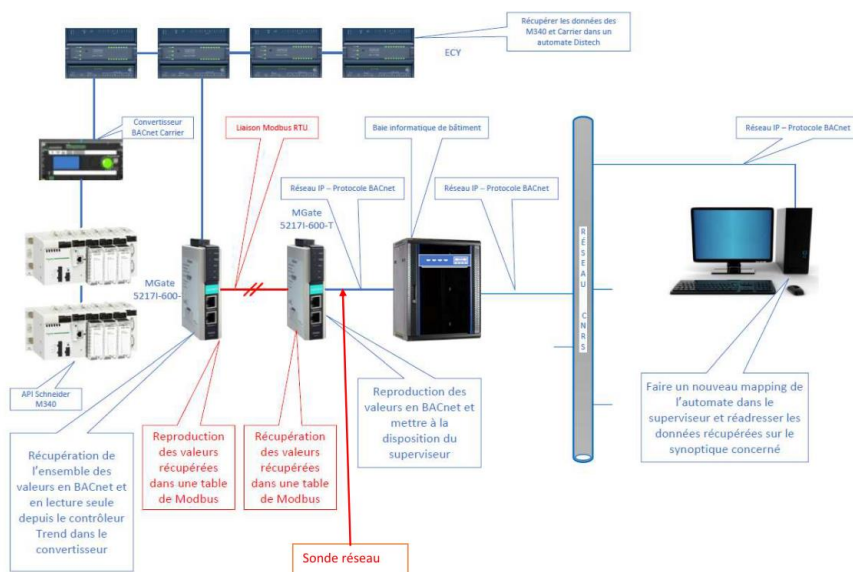 Récupérer les données des
M340 et Carrier dans un
automate Distech
ECY
Convertisseur
BACnet Carrier
Liaison Modbus RTU
Baie informatique de bâtiment
Réseau IP – Protocole BACnet
Réseau IP – Protocole BACnet
Réseau IP – Protocole BACnet
MGate
5217I-600-T
MGate
5217I-600-
RÉSEAU CNRS
API Schneider
M340
Récupération de
l'ensemble des
valeurs en BACnet et
en lecture seule
depuis le contrôleur
Trend dans le
convertisseur
Reproduction
des valeurs
récupérées
dans une table
de Modbus
Récupération
des valeurs
récupérées
dans une table
de Modbus
Reproduction des
valeurs en BACnet et
mettre à la
disposition du
superviseur
Faire un nouveau mapping de
l'automate dans le
superviseur et réadresser les
données récupérées sur le
synoptique concerné
Sonde réseau